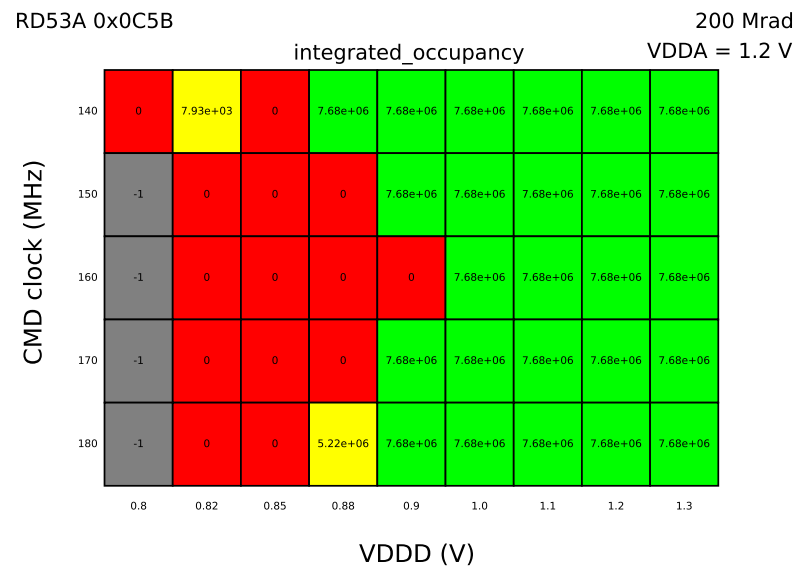 RD53A 0x0C5B
200 Mrad
integrated_occupancy
VDDA = 1.2 V
CMD clock (MHz)
140 0 7.93e+03 0 7.68e+06 7.68e+06 7.68e+06 7.68e+06 7.68e+06 7.68e+06
150 -1 0 0 0 7.68e+06 7.68e+06 7.68e+06 7.68e+06 7.68e+06
160 -1 0 0 0 0 7.68e+06 7.68e+06 7.68e+06 7.68e+06
170 -1 0 0 0 7.68e+06 7.68e+06 7.68e+06 7.68e+06 7.68e+06
180 -1 0 0 5.22e+06 7.68e+06 7.68e+06 7.68e+06 7.68e+06 7.68e+06
0.8 0.82 0.85 0.88 0.9 1.0 1.1 1.2 1.3
VDDD (V)